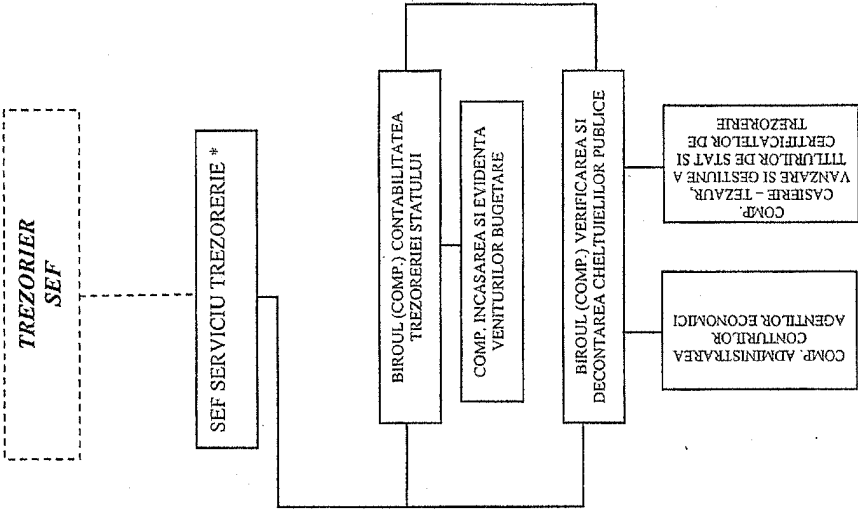 TREZORIER
SEF
SEF SERVICIU TREZORERIE *
BIROUL (COMP.) CONTABILITATEA
TREZORERIEI STATULUI
COMP. INCASAREA SI EVIDENTA
VENITURILOR BUGETARE
BIROUL (COMP.) VERIFICAREA SI
DECONTAREA CHELTUIELILOR PUBLICE
COMP. ADMINISTRAREA
CONTURILOR
AGENTILOR ECONOMICI
COMP.
CASIERIE – TEZAUR,
VANZARE SI GESTIUNE A
TITLURILOR DE STAT SI
CERTIFICATELOR DE
TREZORERIE